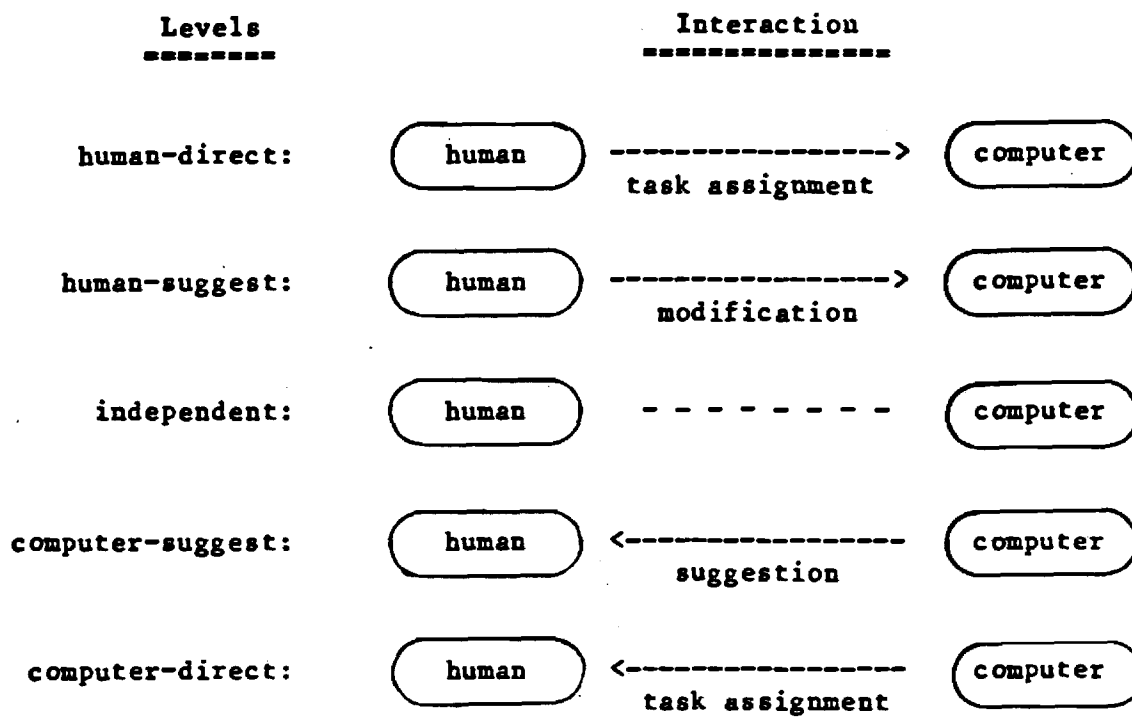 Levels Interaction
======== ===============
human-direct: human ----------------> computer
task assignment
human-suggest: human ----------------> computer
modification
independent: human - - - - - - - - computer
computer-suggest: human <---------------- computer
suggestion
computer-direct: human <---------------- computer
task assignment